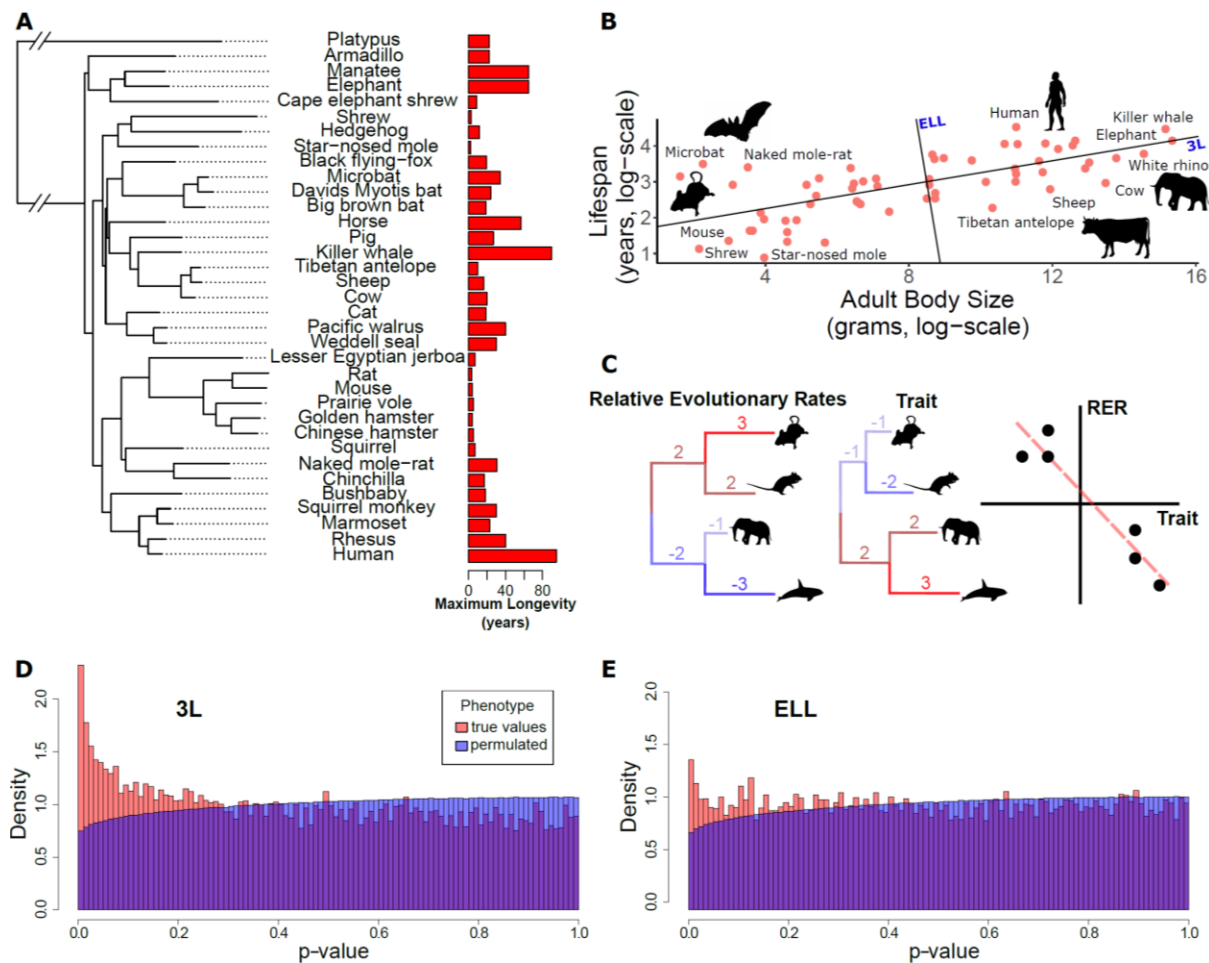 A
Platypus
Armadillo
Manatee
Elephant
Cape elephant shrew
Shrew
Hedgehog
Star-nosed mole
Black flying-fox
Microbat
Davids Myotis bat
Big brown bat
Horse
Pig
Killer whale
Tibetan antelope
Sheep
Cow
Cat
Pacific walrus
Weddell seal
Lesser Egyptian jerboa
Rat
Mouse
Prairie vole
Golden hamster
Chinese hamster
Squirrel
Naked mole-rat
Chinchilla
Bushbaby
Squirrel monkey
Marmoset
Rhesus
Human
0 40 80
Maximum Longevity
(years)
B
Lifespan
(years, log-scale)
4
3
2
1
ELL
Human
Killer whale
Elephant
3L
Microbat
Naked mole-rat
White rhino
Cow
Sheep
Tibetan antelope
Mouse
Shrew
Star-nosed mole
4 8 12 16
Adult Body Size
(grams, log-scale)
C
Relative Evolutionary Rates
3
2
2
-1
-2
-3
Trait
-1
-1
-2
2
2
3
RER
Trait
D
3L
Phenotype
true values
permulated
Density
2.0
1.5
1.0
0.5
0.0
0.0 0.2 0.4 0.6 0.8 1.0
p-value
E
ELL
Density
2.0
1.5
1.0
0.5
0.0
0.0 0.2 0.4 0.6 0.8 1.0
p-value